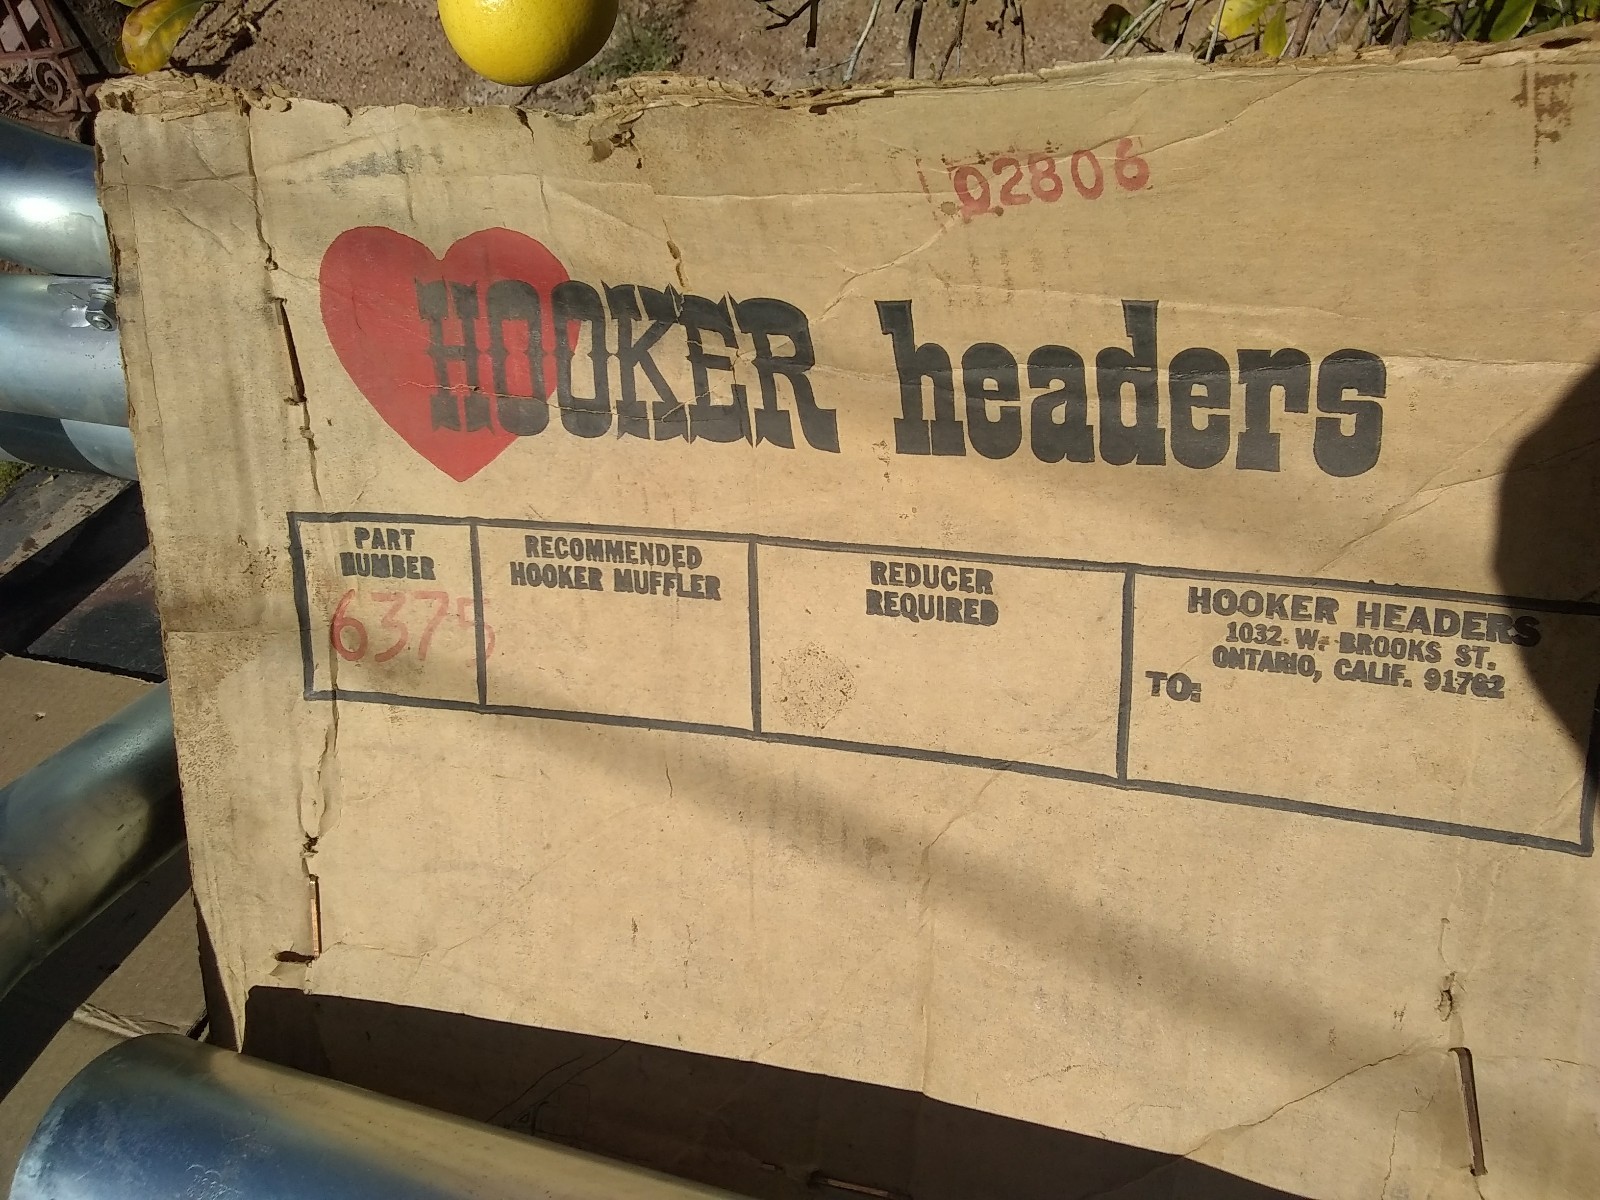 02806
HOOKER headers
PART
NUMBER
6375
RECOMMENDED
HOOKER MUFFLER
REDUCER
REQUIRED
HOOKER HEADERS
1032 W. BROOKS ST.
ONTARIO, CALIF. 91762
TO: